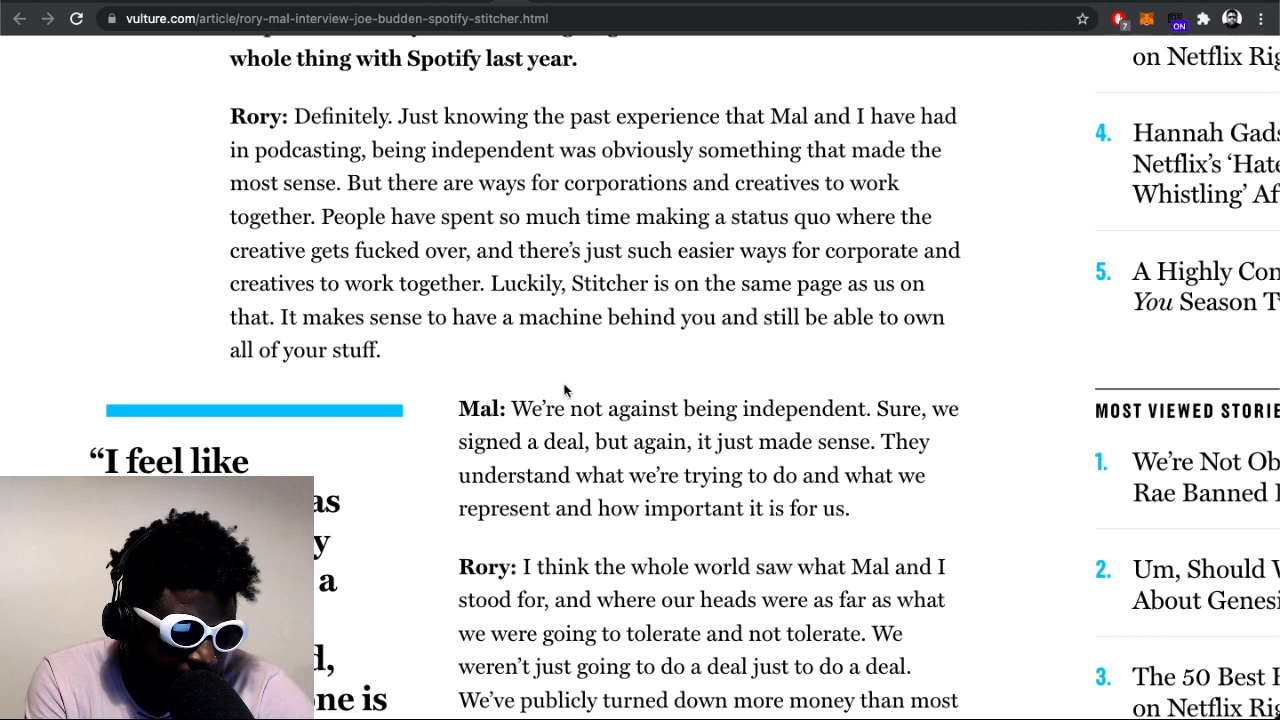 vulture.com/article/rory-mal-interview-joe-budden-spotify-stitcher.html
7
ON
whole thing with Spotify last year.
Rory: Definitely. Just knowing the past experience that Mal and I have had
in podcasting, being independent was obviously something that made the
most sense. But there are ways for corporations and creatives to work
together. People have spent so much time making a status quo where the
creative gets fucked over, and there’s just such easier ways for corporate and
creatives to work together. Luckily, Stitcher is on the same page as us on
that. It makes sense to have a machine behind you and still be able to own
all of your stuff.
“I feel like
as
y
a
d,
ne is
Mal: We’re not against being independent. Sure, we
signed a deal, but again, it just made sense. They
understand what we’re trying to do and what we
represent and how important it is for us.
Rory: I think the whole world saw what Mal and I
stood for, and where our heads were as far as what
we were going to tolerate and not tolerate. We
weren’t just going to do a deal just to do a deal.
We’ve publicly turned down more money than most
on Netflix Rig
4. Hannah Gads
Netflix’s ‘Hate
Whistling’ Af
5. A Highly Con
You Season T
MOST VIEWED STORIE
1. We’re Not Ob
Rae Banned
2. Um, Should W
About Genesi
3. The 50 Best
on Netflix Rig